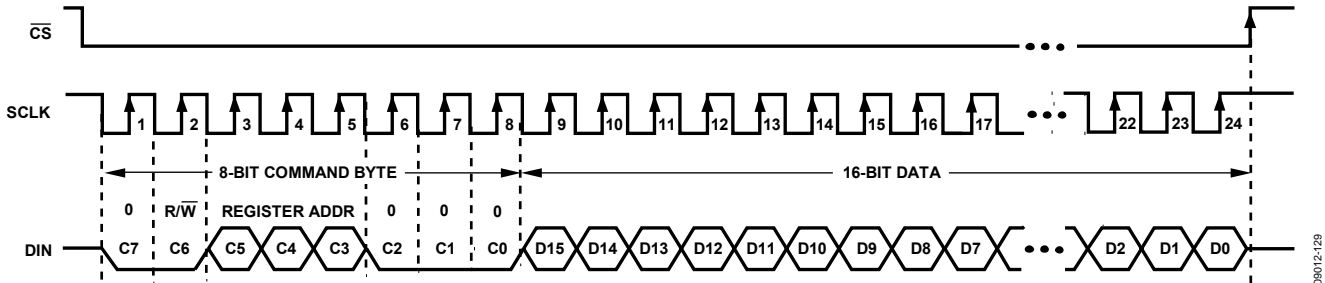 CS
SCLK
1 2 3 4 5 6 7 8 9 10 11 12 13 14 15 16 17 22 23 24
8-BIT COMMAND BYTE 16-BIT DATA
0 R/W REGISTER ADDR 0 0 0
DIN C7 C6 C5 C4 C3 C2 C1 C0 D15 D14 D13 D12 D11 D10 D9 D8 D7 D2 D1 D0
09012-129